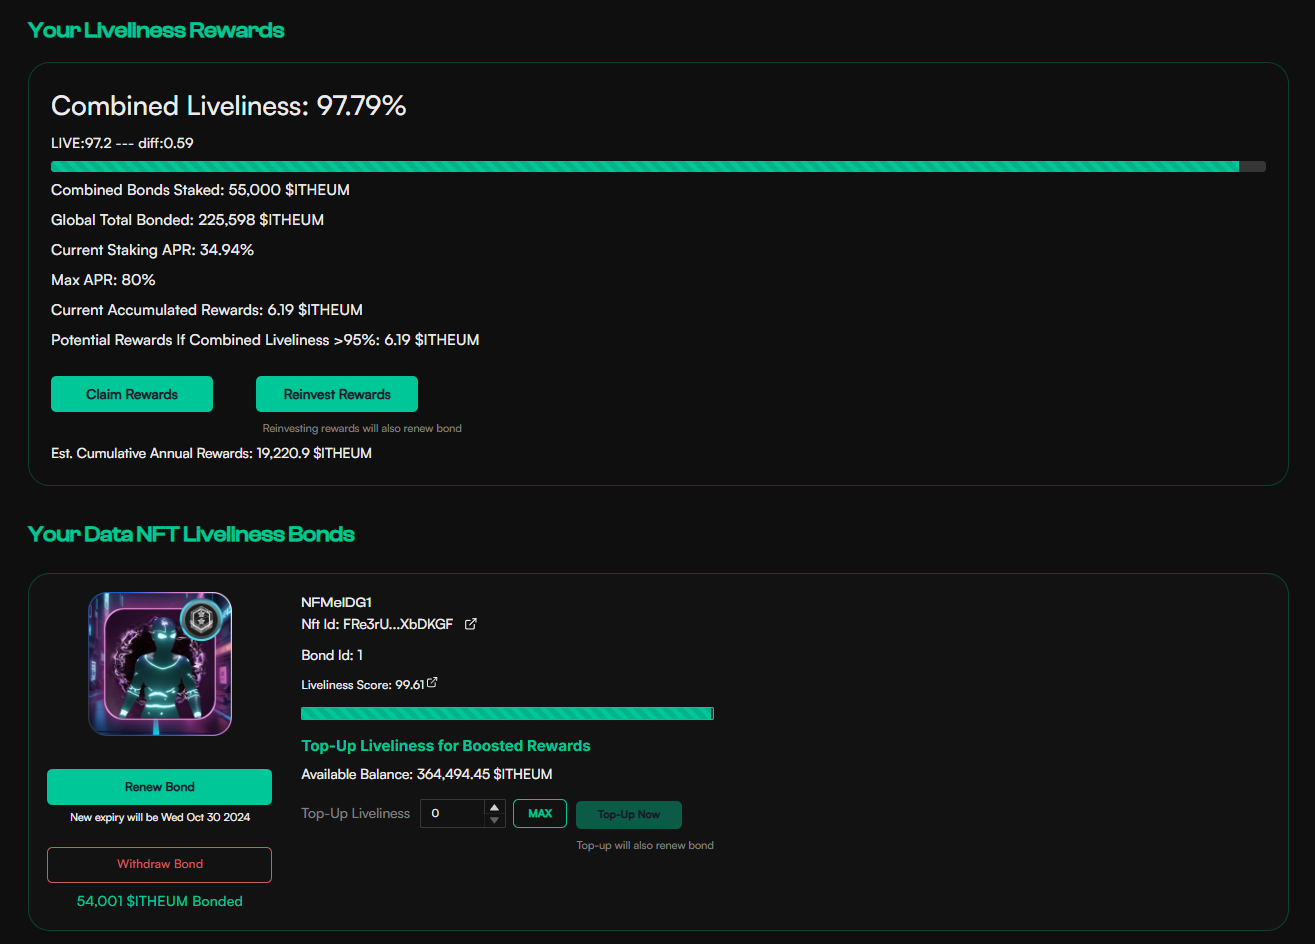 Your Liveliness Rewards
Combined Liveliness: 97.79%
LIVE:97.2 --- diff:0.59
Combined Bonds Staked: 55,000 $ITHEUM
Global Total Bonded: 225,598 $ITHEUM
Current Staking APR: 34.94%
Max APR: 80%
Current Accumulated Rewards: 6.19 $ITHEUM
Potential Rewards If Combined Liveliness >95%: 6.19 $ITHEUM
Claim Rewards
Reinvest Rewards
Reinvesting rewards will also renew bond
Est. Cumulative Annual Rewards: 19,220.9 $ITHEUM
Your Data NFT Liveliness Bonds
NFMeIDG1
Nft Id: FRe3rU...XbDKGF
Bond Id: 1
Liveliness Score: 99.61
Top-Up Liveliness for Boosted Rewards
Available Balance: 364,494.45 $ITHEUM
Top-Up Liveliness 0 MAX Top-Up Now
Top-up will also renew bond
Renew Bond
New expiry will be Wed Oct 30 2024
Withdraw Bond
54,001 $ITHEUM Bonded